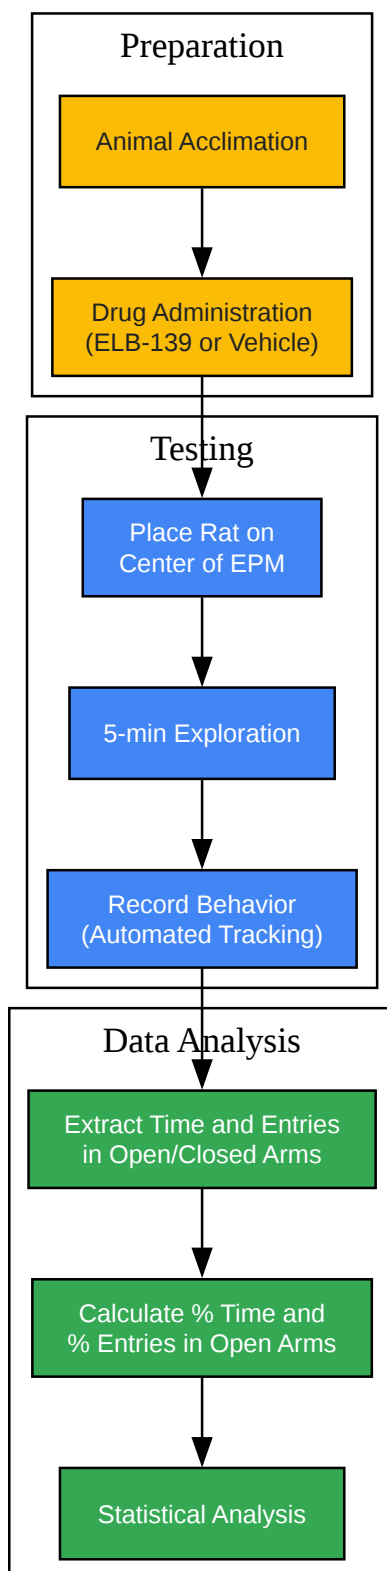 Preparation
Animal Acclimation
Drug Administration
(ELB-139 or Vehicle)
Testing
Place Rat on
Center of EPM
5-min Exploration
Record Behavior
(Automated Tracking)
Data Analysis
Extract Time and Entries
in Open/Closed Arms
Calculate % Time and
% Entries in Open Arms
Statistical Analysis